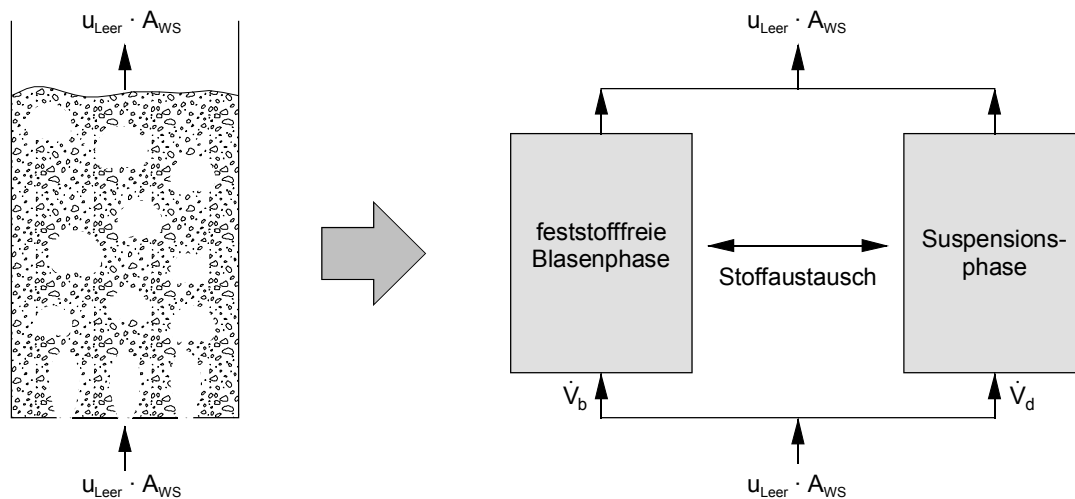 u_Leer · A_WS
u_Leer · A_WS
feststofffreie
Blasenphase
Stoffaustausch
Suspensions-
phase
V̇_b
V̇_d
u_Leer · A_WS
u_Leer · A_WS